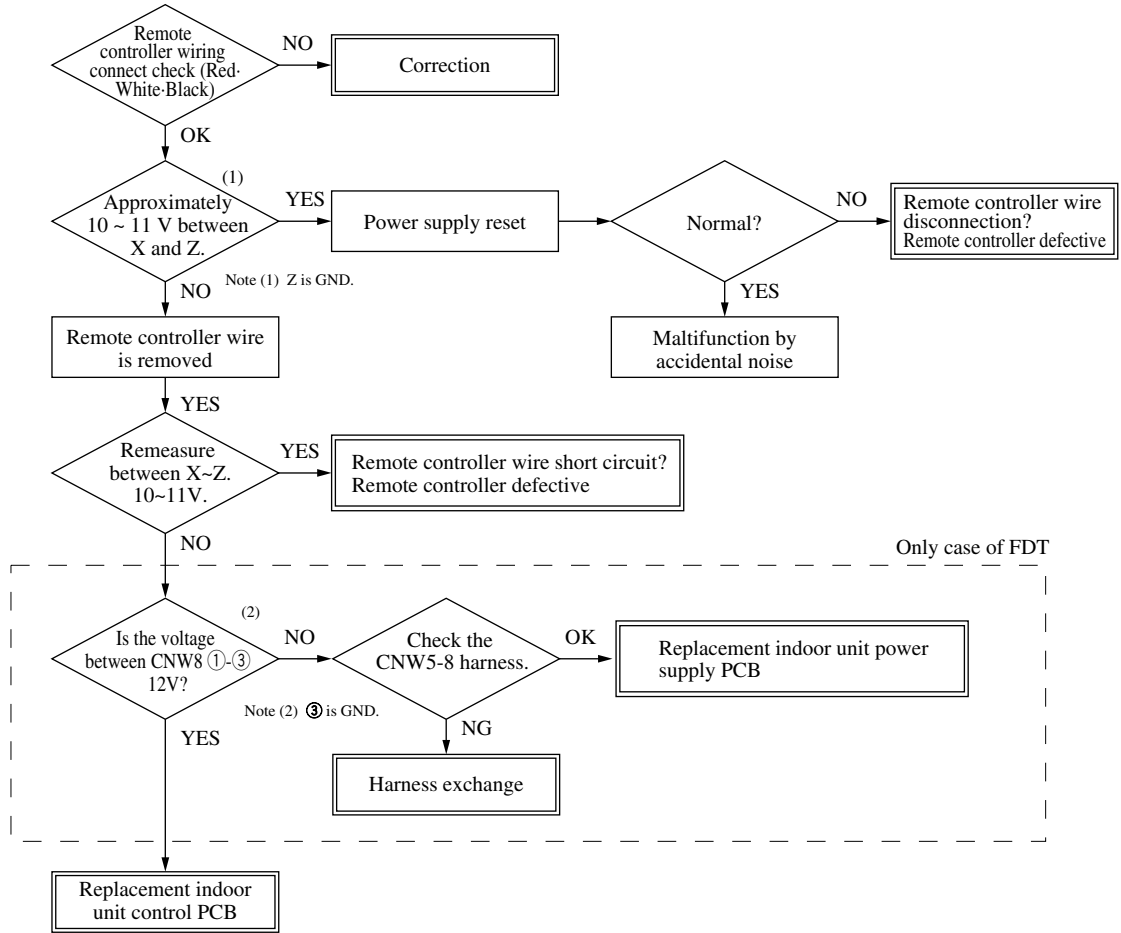 Remote
controller wiring
connect check (Red·
White·Black)
NO
Correction
OK
(1)
Approximately
10 ~ 11 V between
X and Z.
YES
Power supply reset
Normal?
NO
Remote controller wire
disconnection?
Remote controller defective
NO
Note (1) Z is GND.
YES
Remote controller wire
is removed
Maltifunction by
accidental noise
YES
Remeasure
between X~Z.
10~11V.
YES
Remote controller wire short circuit?
Remote controller defective
NO
Only case of FDT
(2)
Is the voltage
between CNW8 ①-③
12V?
NO
Check the
CNW5-8 harness.
OK
Replacement indoor unit power
supply PCB
Note (2) ③ is GND.
YES
NG
Harness exchange
Replacement indoor
unit control PCB